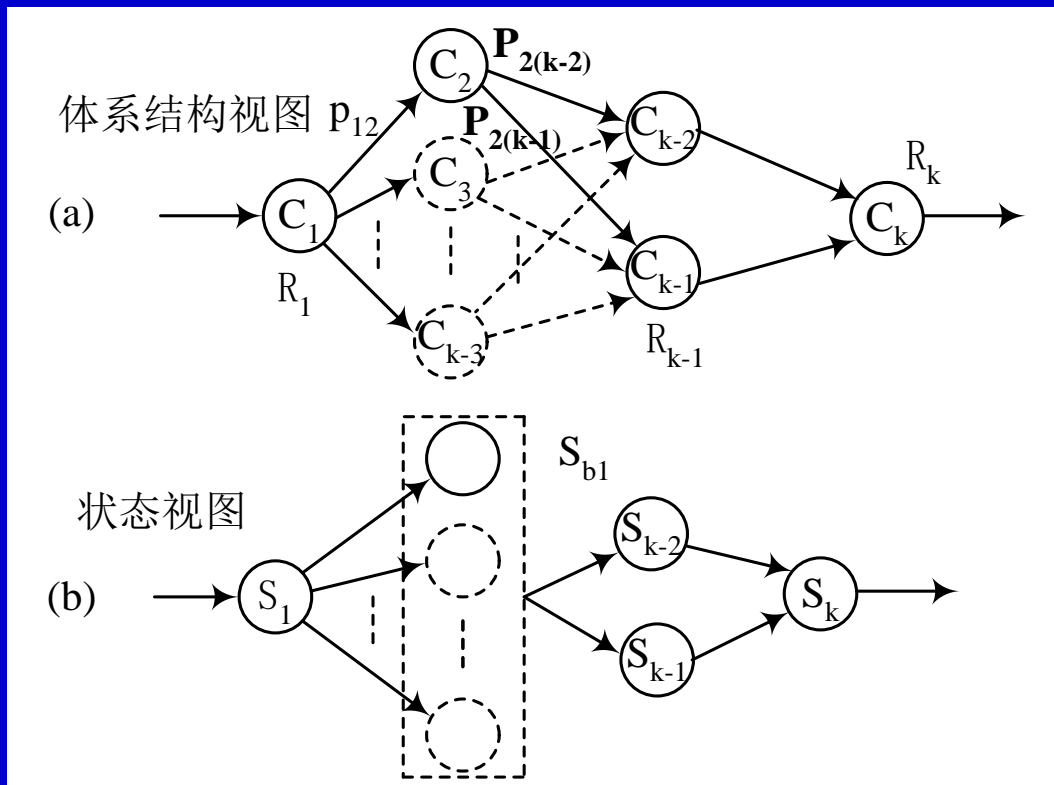 C₂
P₂₍ₖ₋₂₎
体系结构视图 p₁₂
P₂₍ₖ₋₁₎
Cₖ₋₂
C₃
Rₖ
(a)
C₁
Cₖ
Cₖ₋₁
R₁
Cₖ₋₃
Rₖ₋₁
S_b1
状态视图
Sₖ₋₂
(b)
S₁
Sₖ
Sₖ₋₁